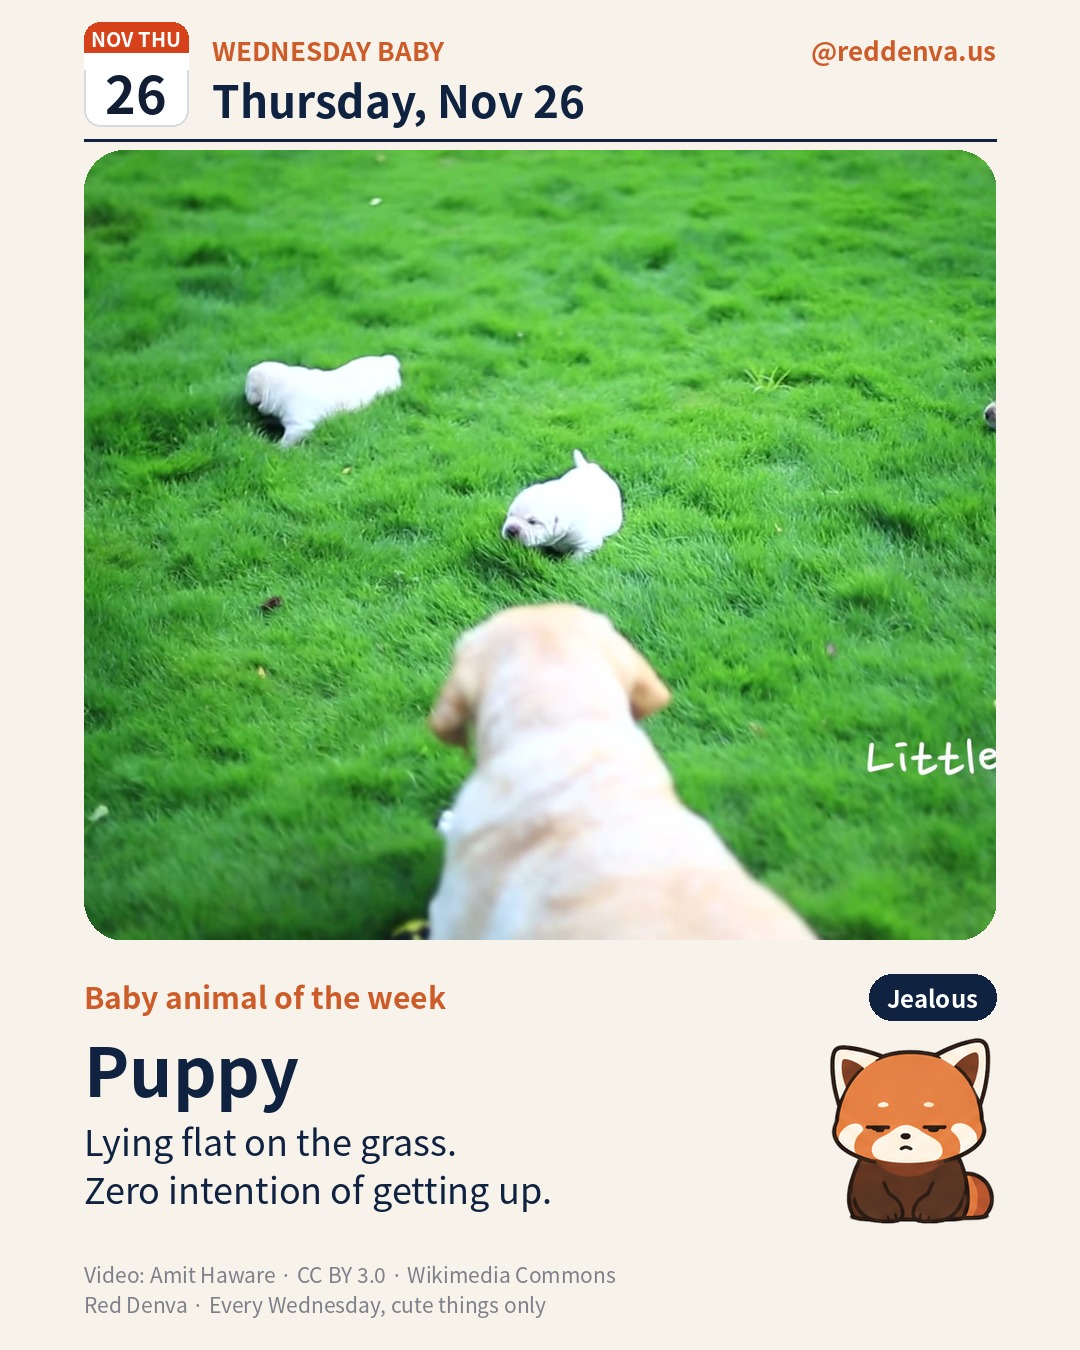 NOV THU
26
WEDNESDAY BABY
Thursday, Nov 26
@reddenva.us
Little
Baby animal of the week
Jealous
Puppy
Lying flat on the grass.
Zero intention of getting up.
Video: Amit Haware · CC BY 3.0 · Wikimedia Commons
Red Denva · Every Wednesday, cute things only